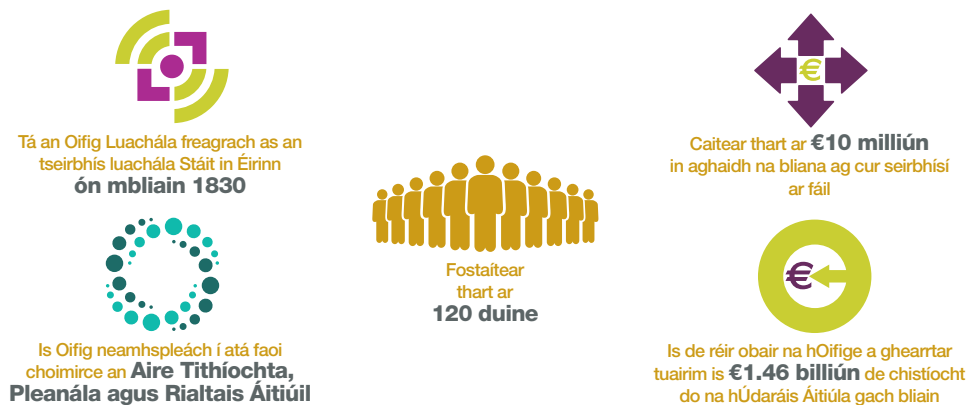 Tá an Oifig Luachála freagrach as an
tseirbhís luachála Stáit in Éirinn
ón mbliain 1830
Is Oifig neamhspleách í atá faoi
choimirce an Aire Tithíochta,
Pleanála agus Rialtais Áitiúil
Fostaítear
thart ar
120 duine
€
Caitear thart ar €10 milliún
in aghaidh na bliana ag cur seirbhísí
ar fáil
€
Is de réir obair na hOifige a ghearrtar
tuairim is €1.46 billiún de chistíocht
do na hÚdaráis Áitiúla gach bliain